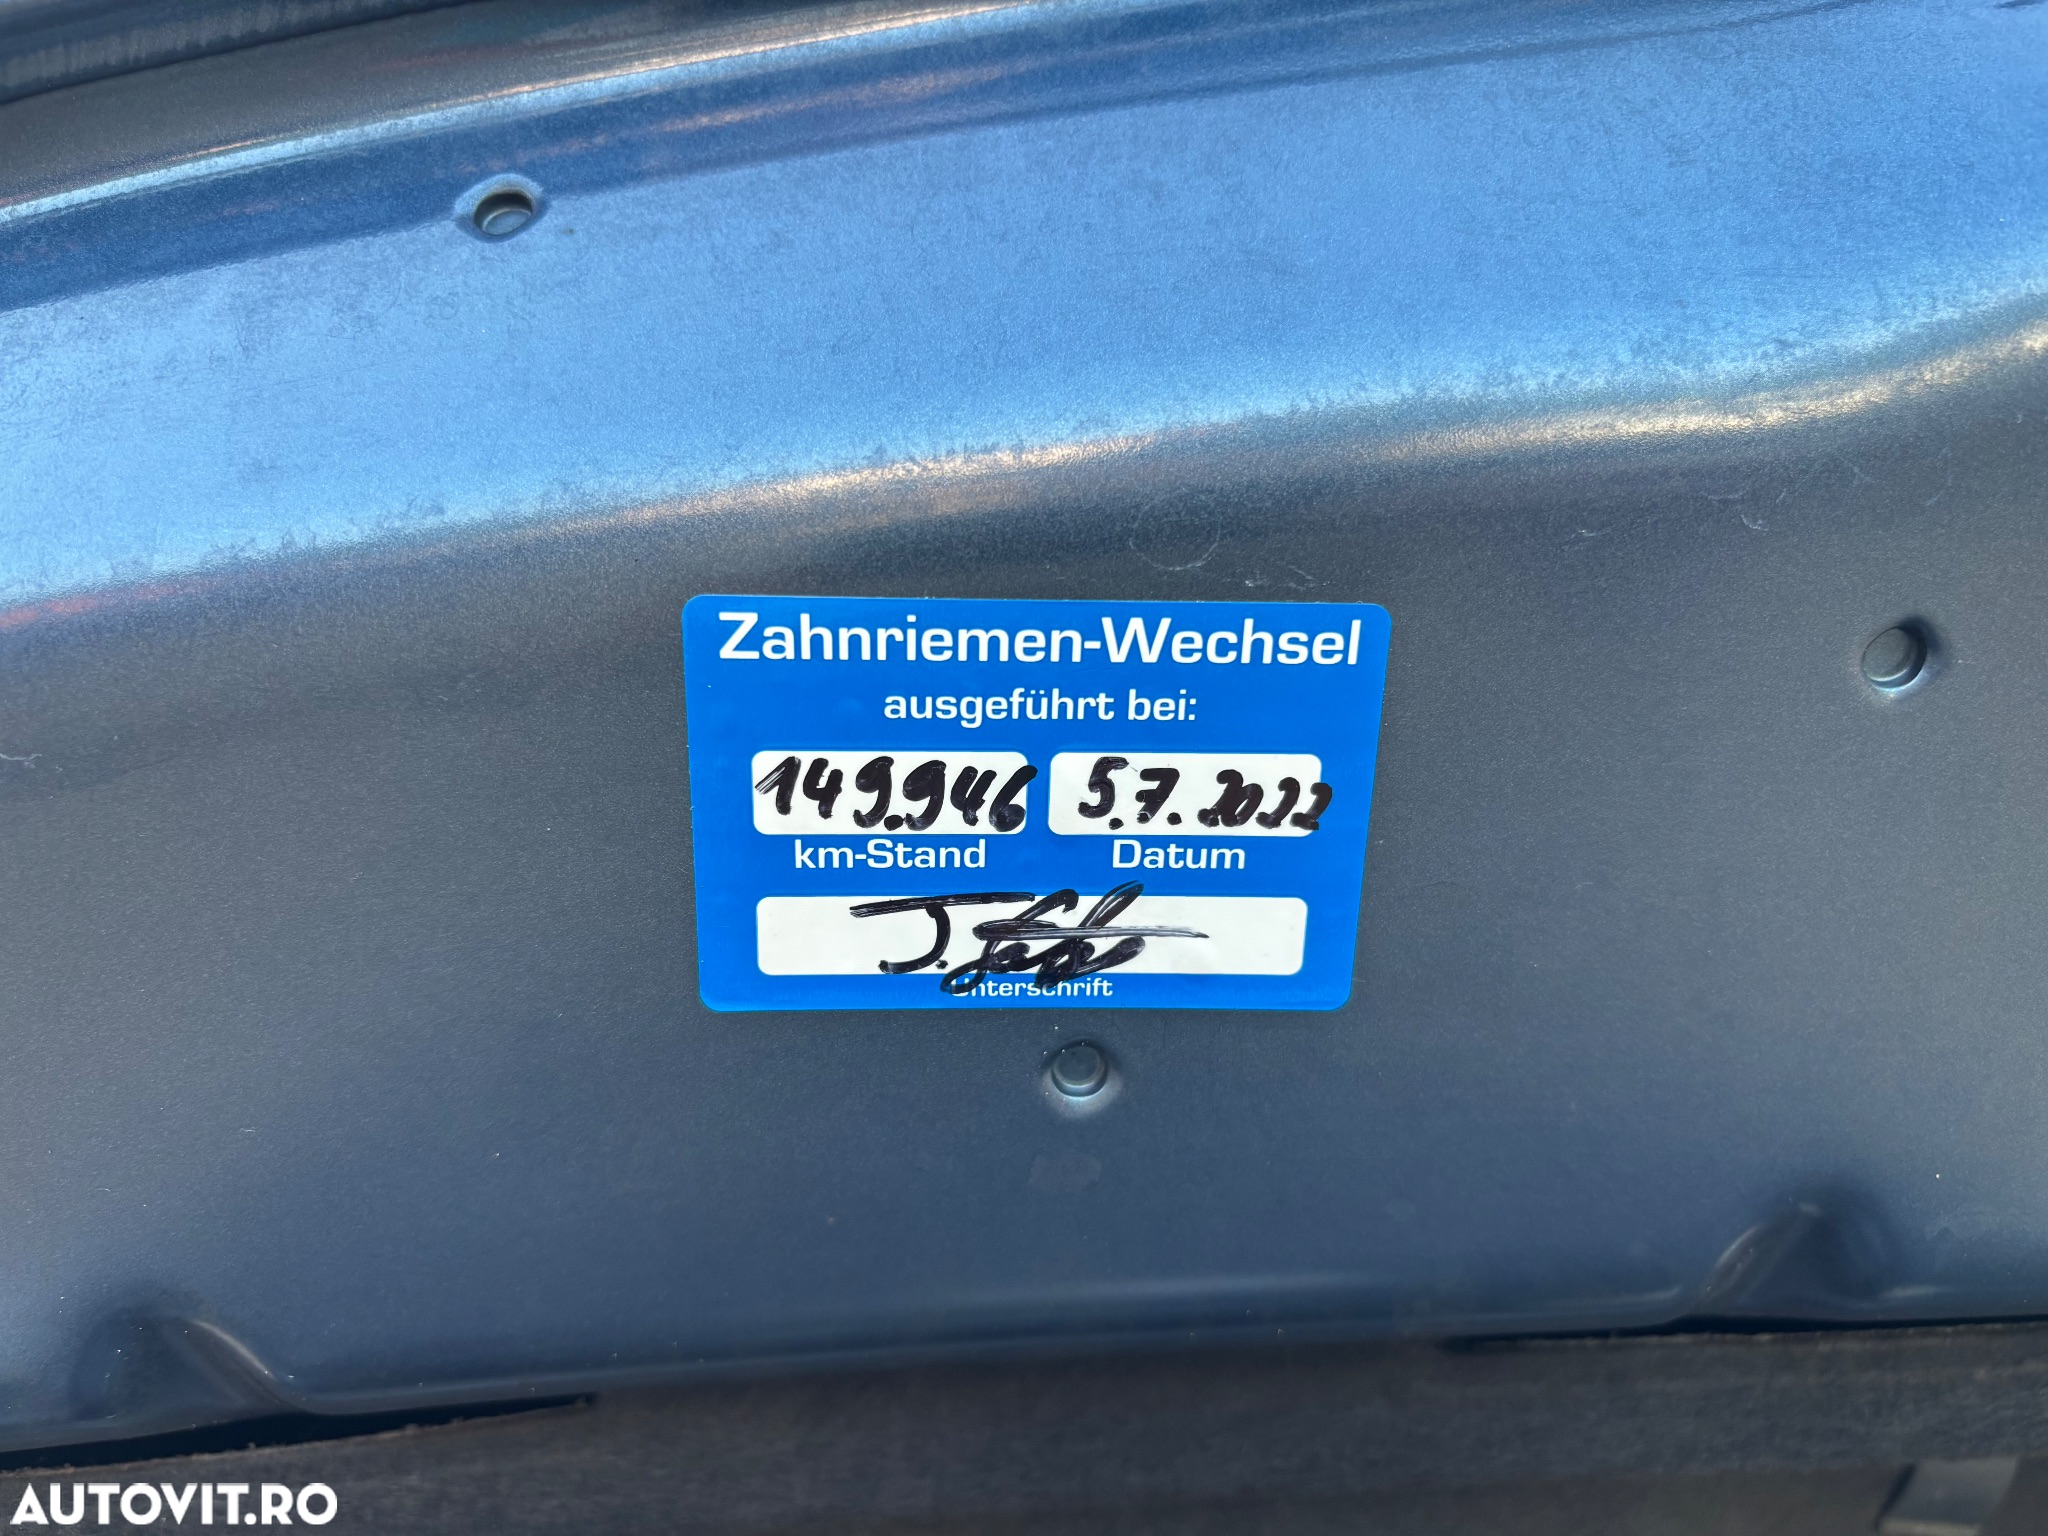 Zahnriemen-Wechsel
ausgeführt bei:
149.946 5.7.2022
km-Stand Datum
J.
Unterschrift
AUTOVIT.RO